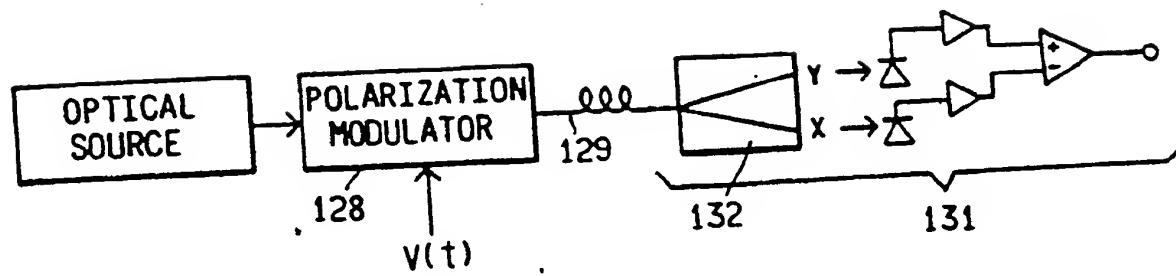 OPTICAL
SOURCE
POLARIZATION
MODULATOR
128
V(t)
129
132
Y
X
+
−
131